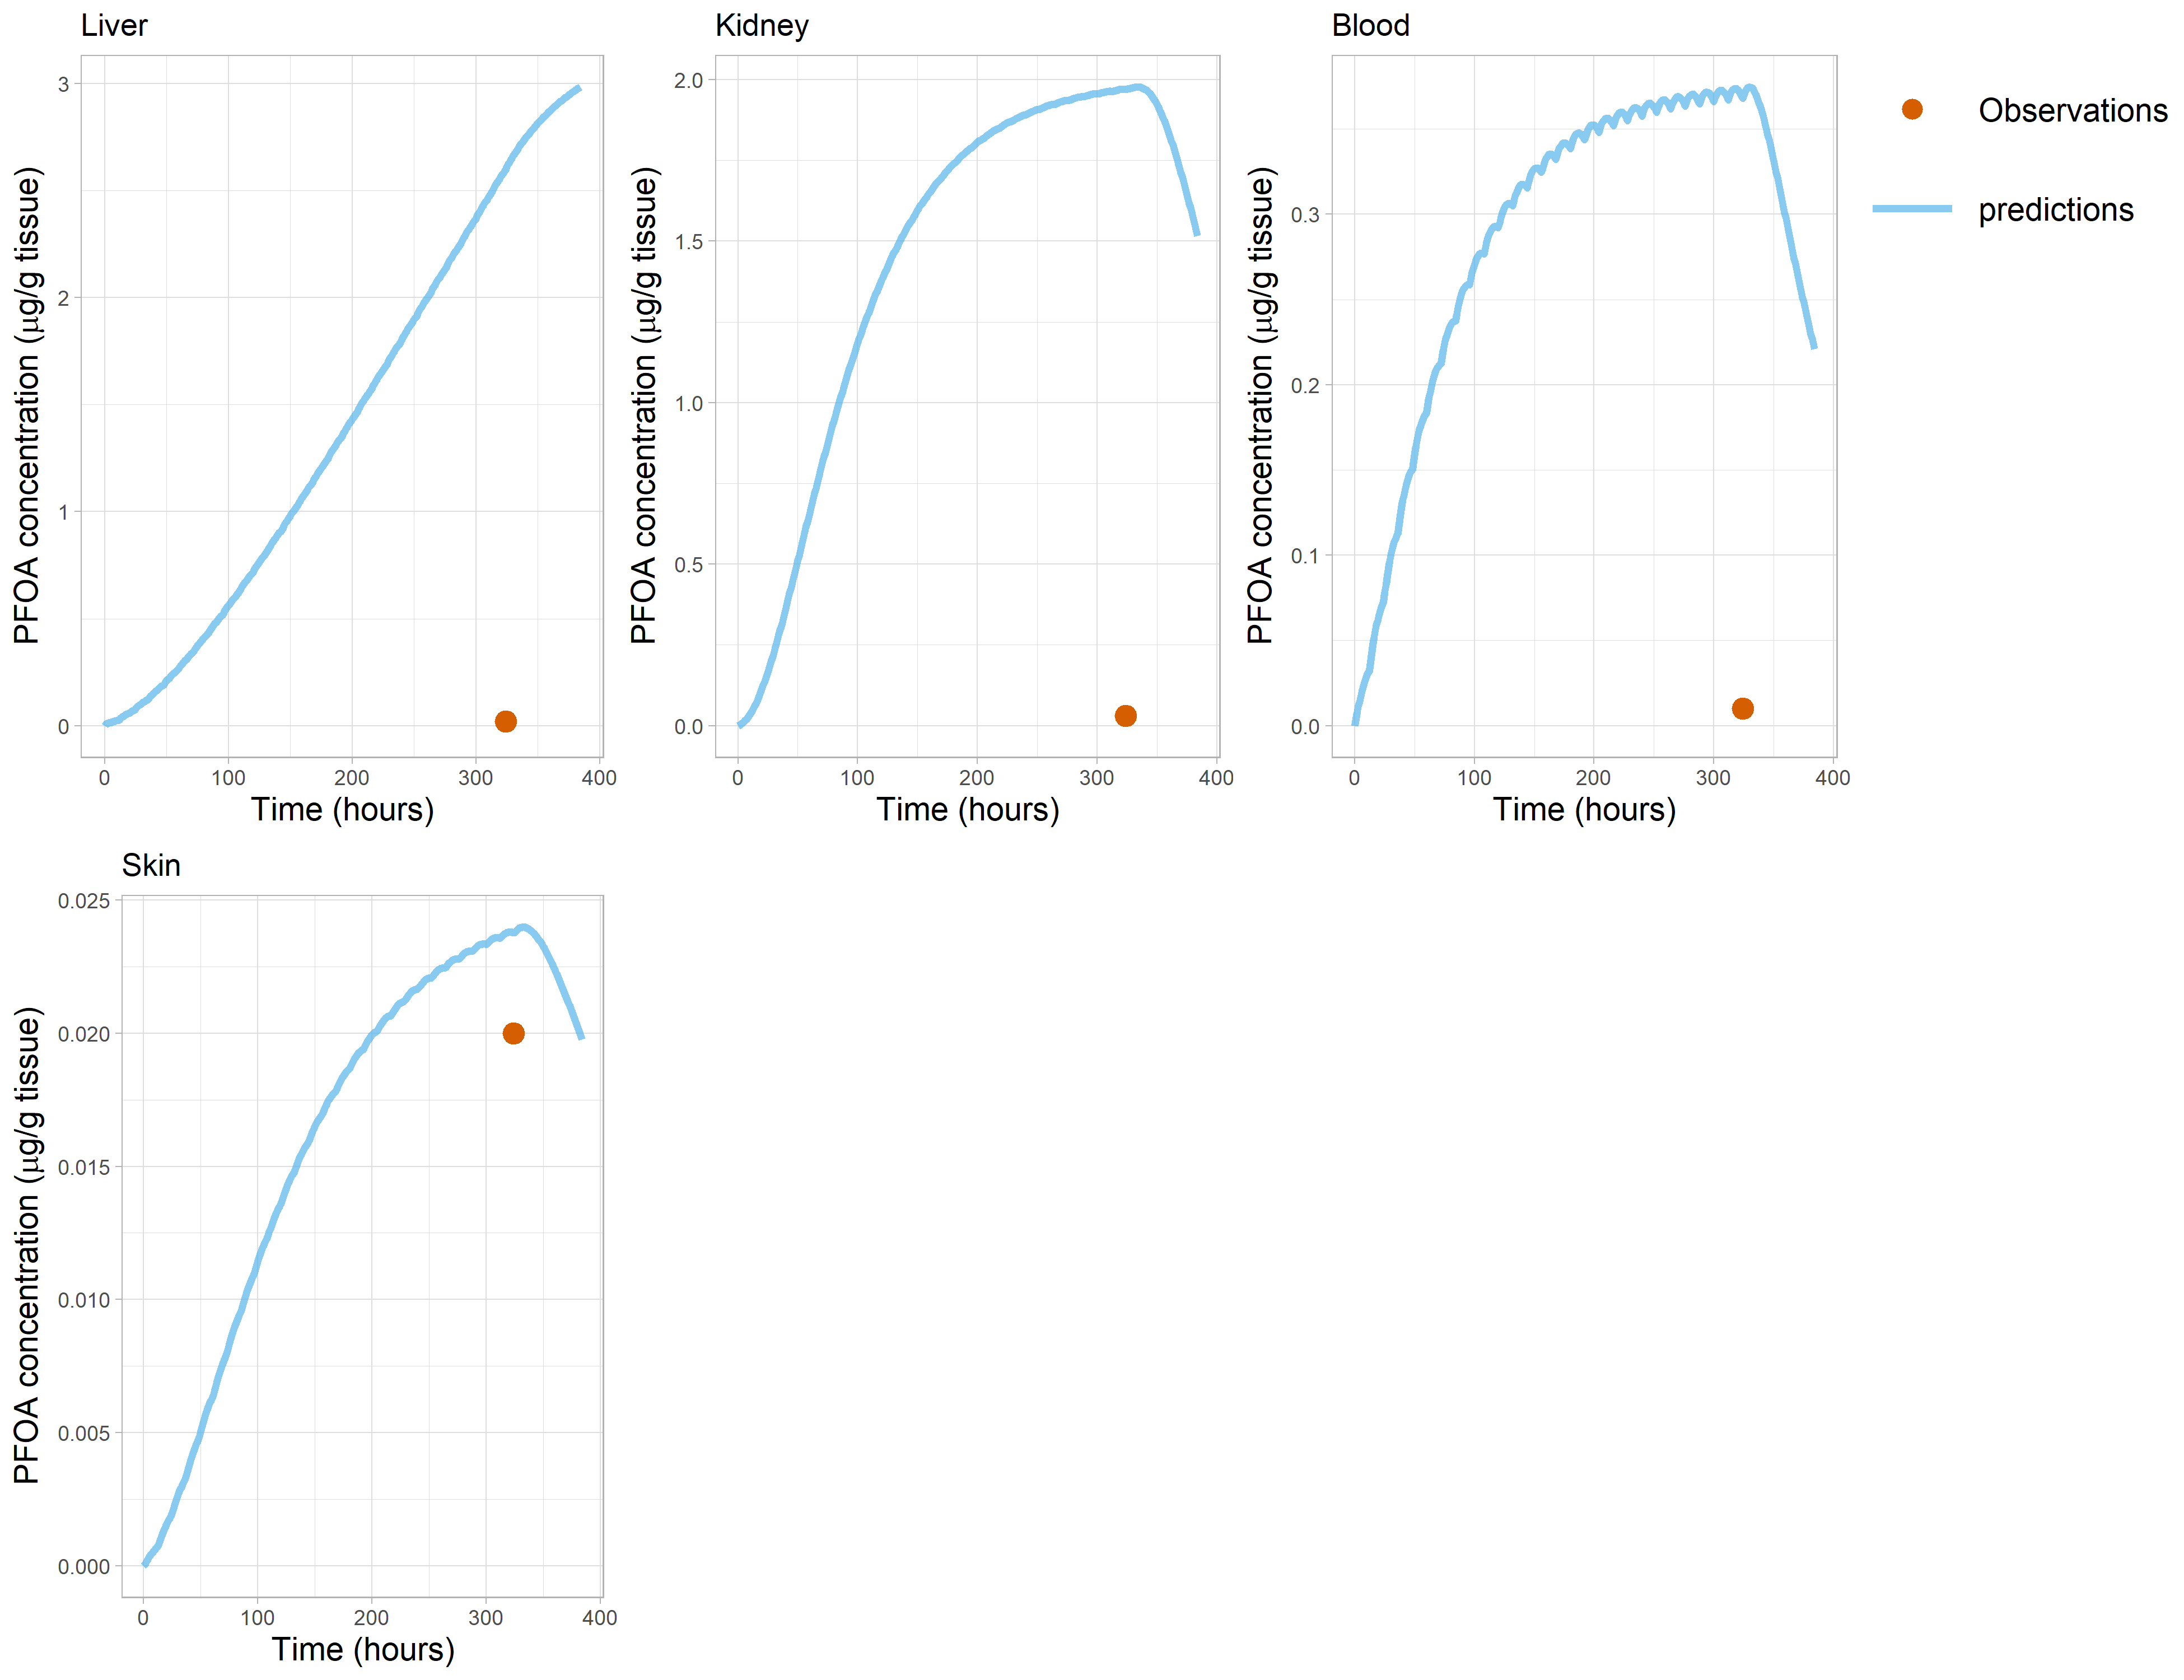 Liver
PFOA concentration (μg/g tissue)
3
2
1
0
0 100 200 300 400
Time (hours)
Kidney
PFOA concentration (μg/g tissue)
2.0
1.5
1.0
0.5
0.0
0 100 200 300 400
Time (hours)
Blood
PFOA concentration (μg/g tissue)
0.3
0.2
0.1
0.0
0 100 200 300 400
Time (hours)
Observations
predictions
Skin
PFOA concentration (μg/g tissue)
0.025
0.020
0.015
0.010
0.005
0.000
0 100 200 300 400
Time (hours)